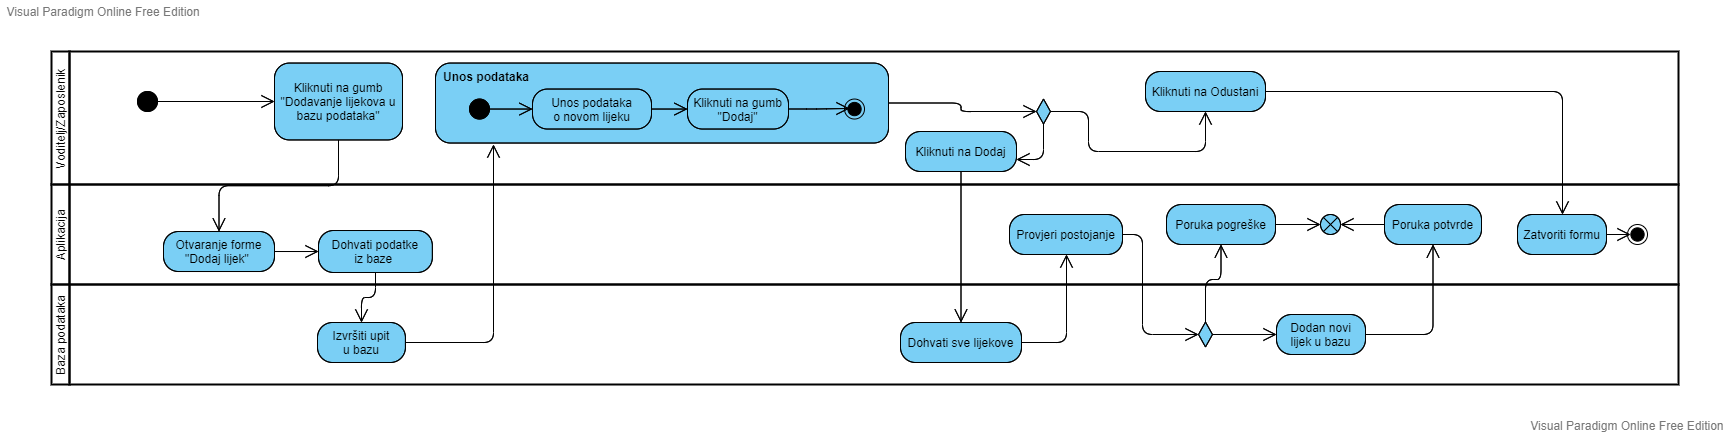 Visual Paradigm Online Free Edition
Voditelj/Zaposlenik
Kliknuti na gumb
"Dodavanje lijekova u
bazu podataka"
Unos podataka
Unos podataka
o novom lijeku
Kliknuti na gumb
"Dodaj"
Kliknuti na Dodaj
Kliknuti na Odustani
Aplikacija
Otvaranje forme
"Dodaj lijek"
Dohvati podatke
iz baze
Provjeri postojanje
Poruka pogreške
Poruka potvrde
Zatvoriti formu
Baza podataka
Izvršiti upit
u bazu
Dohvati sve lijekove
Dodan novi
lijek u bazu
Visual Paradigm Online Free Edition